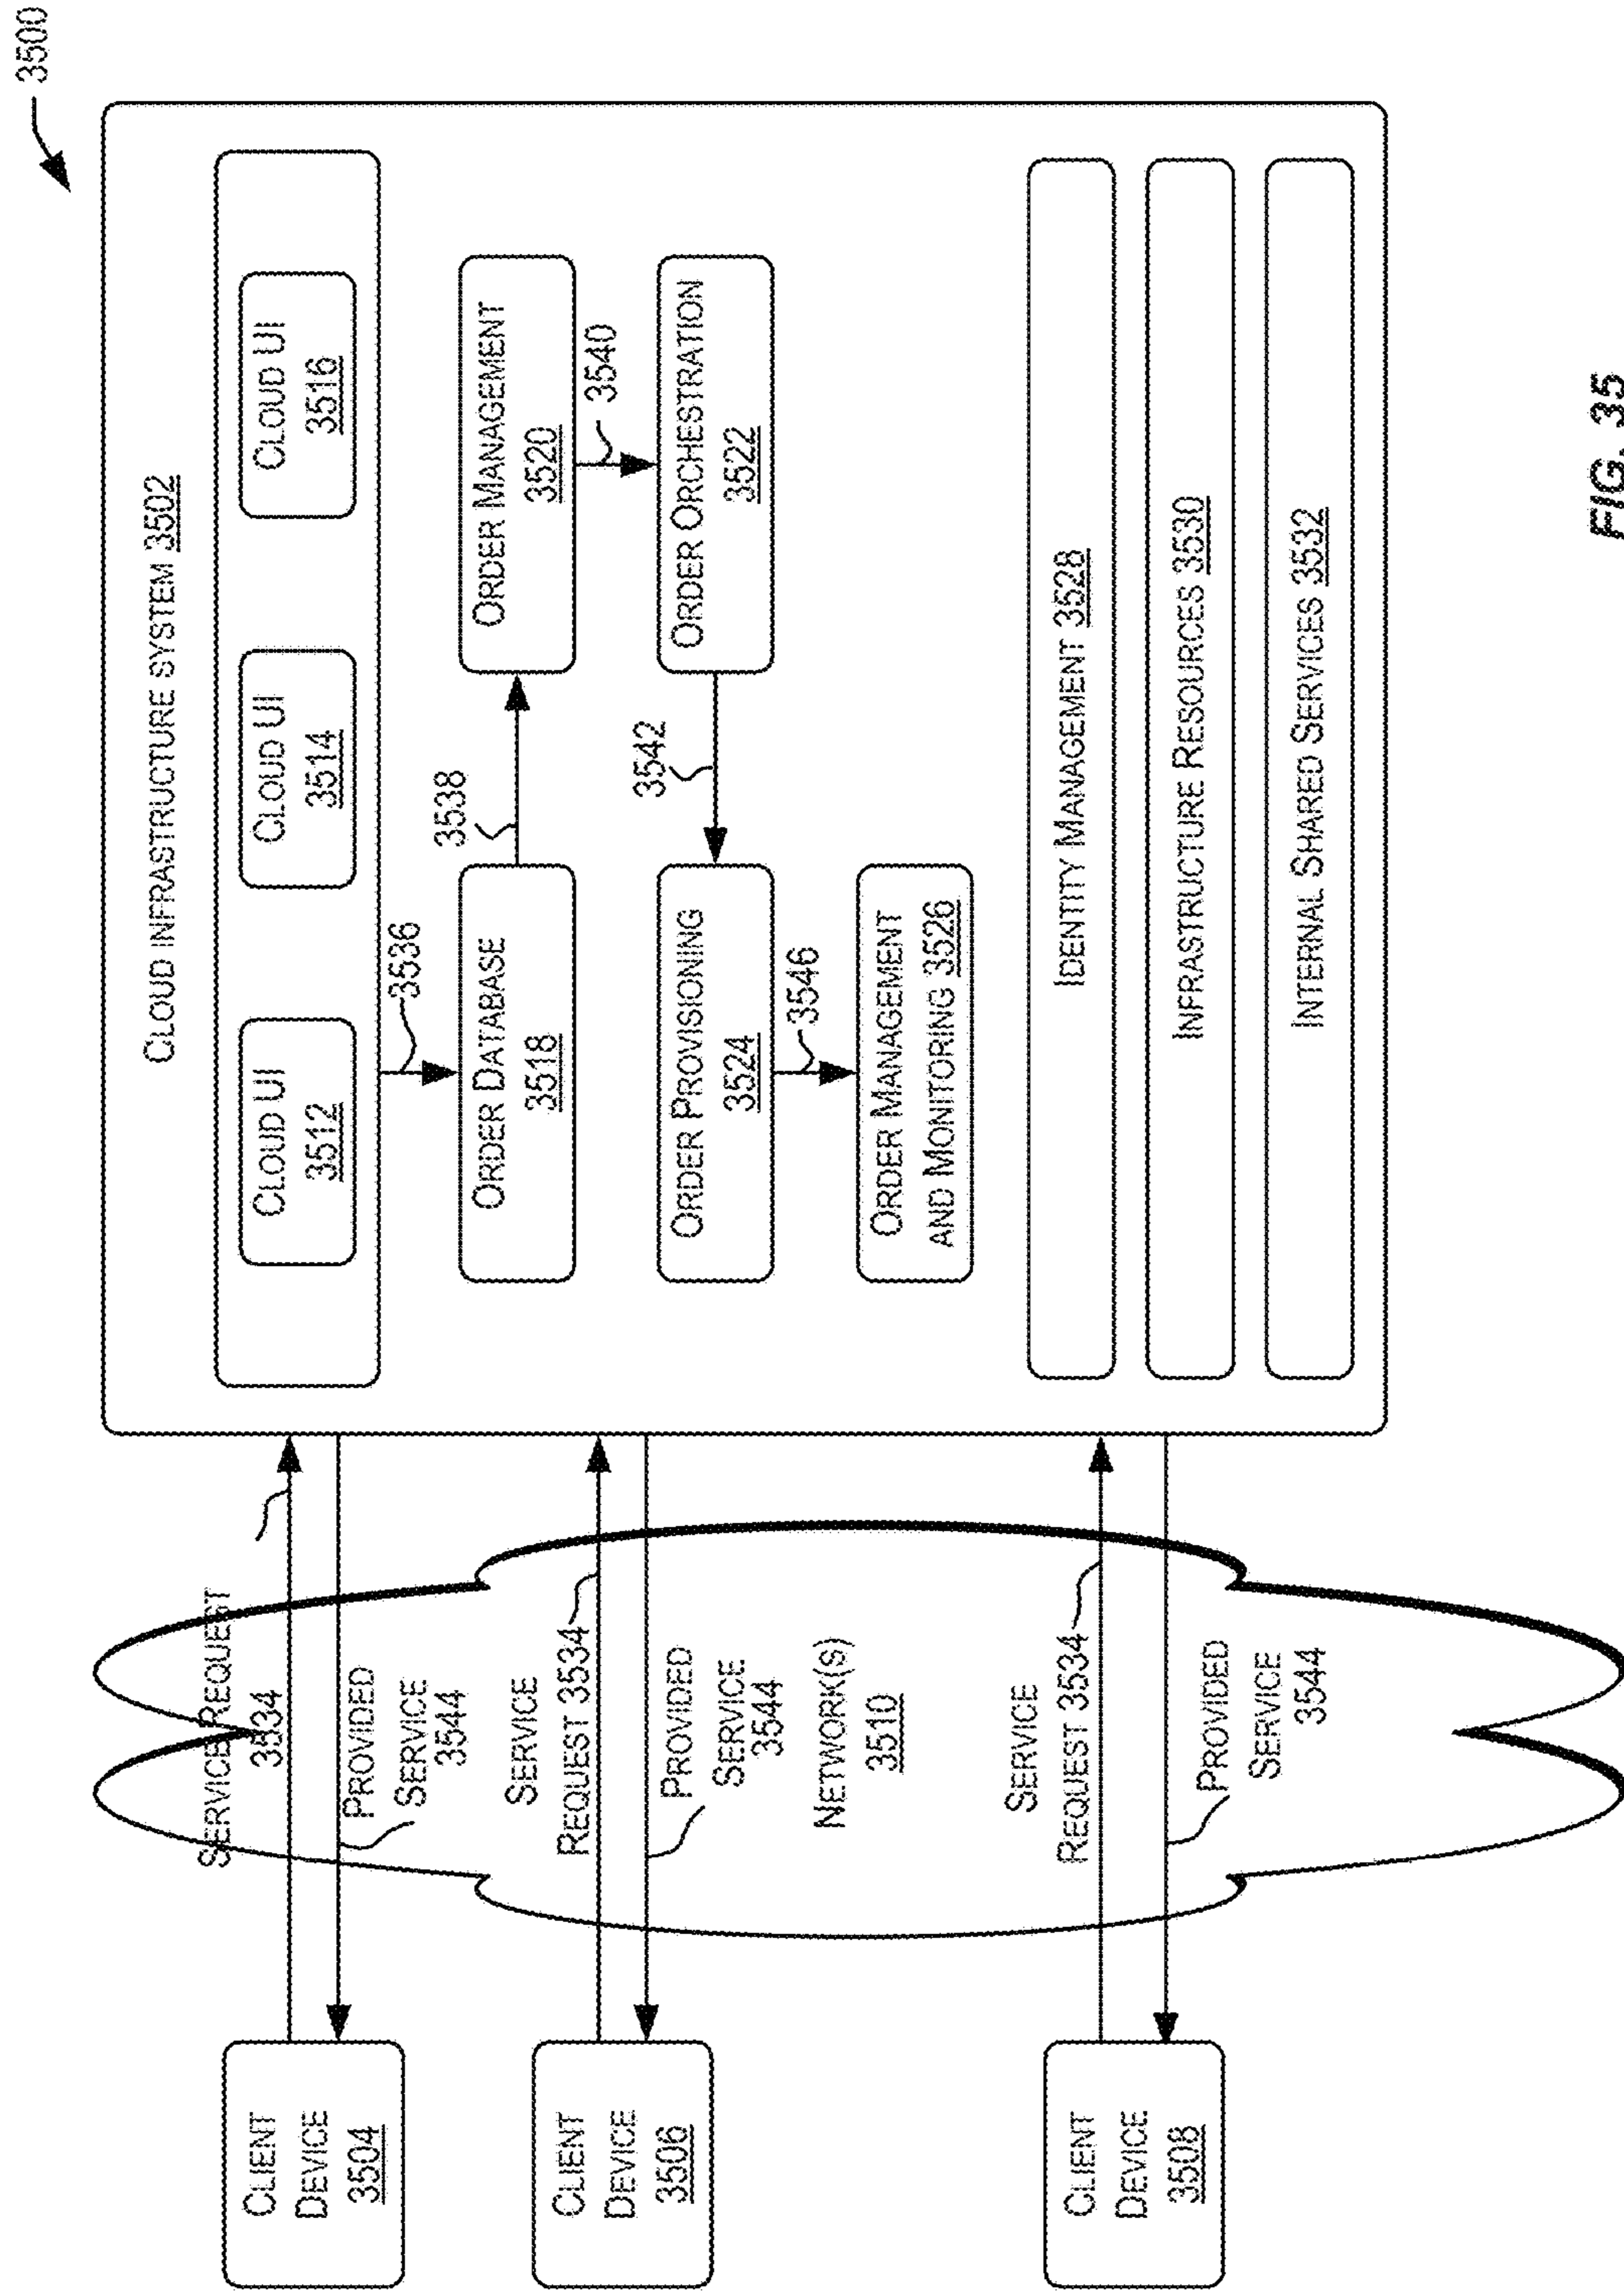 3500
CLOUD INFRASTRUCTURE SYSTEM 3502
CLOUD UI
3512
CLOUD UI
3514
CLOUD UI
3516
3536
ORDER DATABASE
3518
3538
ORDER MANAGEMENT
3520
3540
ORDER ORCHESTRATION
3522
3542
ORDER PROVISIONING
3524
3546
ORDER MANAGEMENT
AND MONITORING 3526
IDENTITY MANAGEMENT 3528
INFRASTRUCTURE RESOURCES 3530
INTERNAL SHARED SERVICES 3532
CLIENT
DEVICE
3504
SERVICE REQUEST
3534
PROVIDED
SERVICE
3544
CLIENT
DEVICE
3506
SERVICE
REQUEST 3534
PROVIDED
SERVICE
3544
NETWORK(S)
3510
CLIENT
DEVICE
3508
SERVICE
REQUEST 3534
PROVIDED
SERVICE
3544
FIG. 35